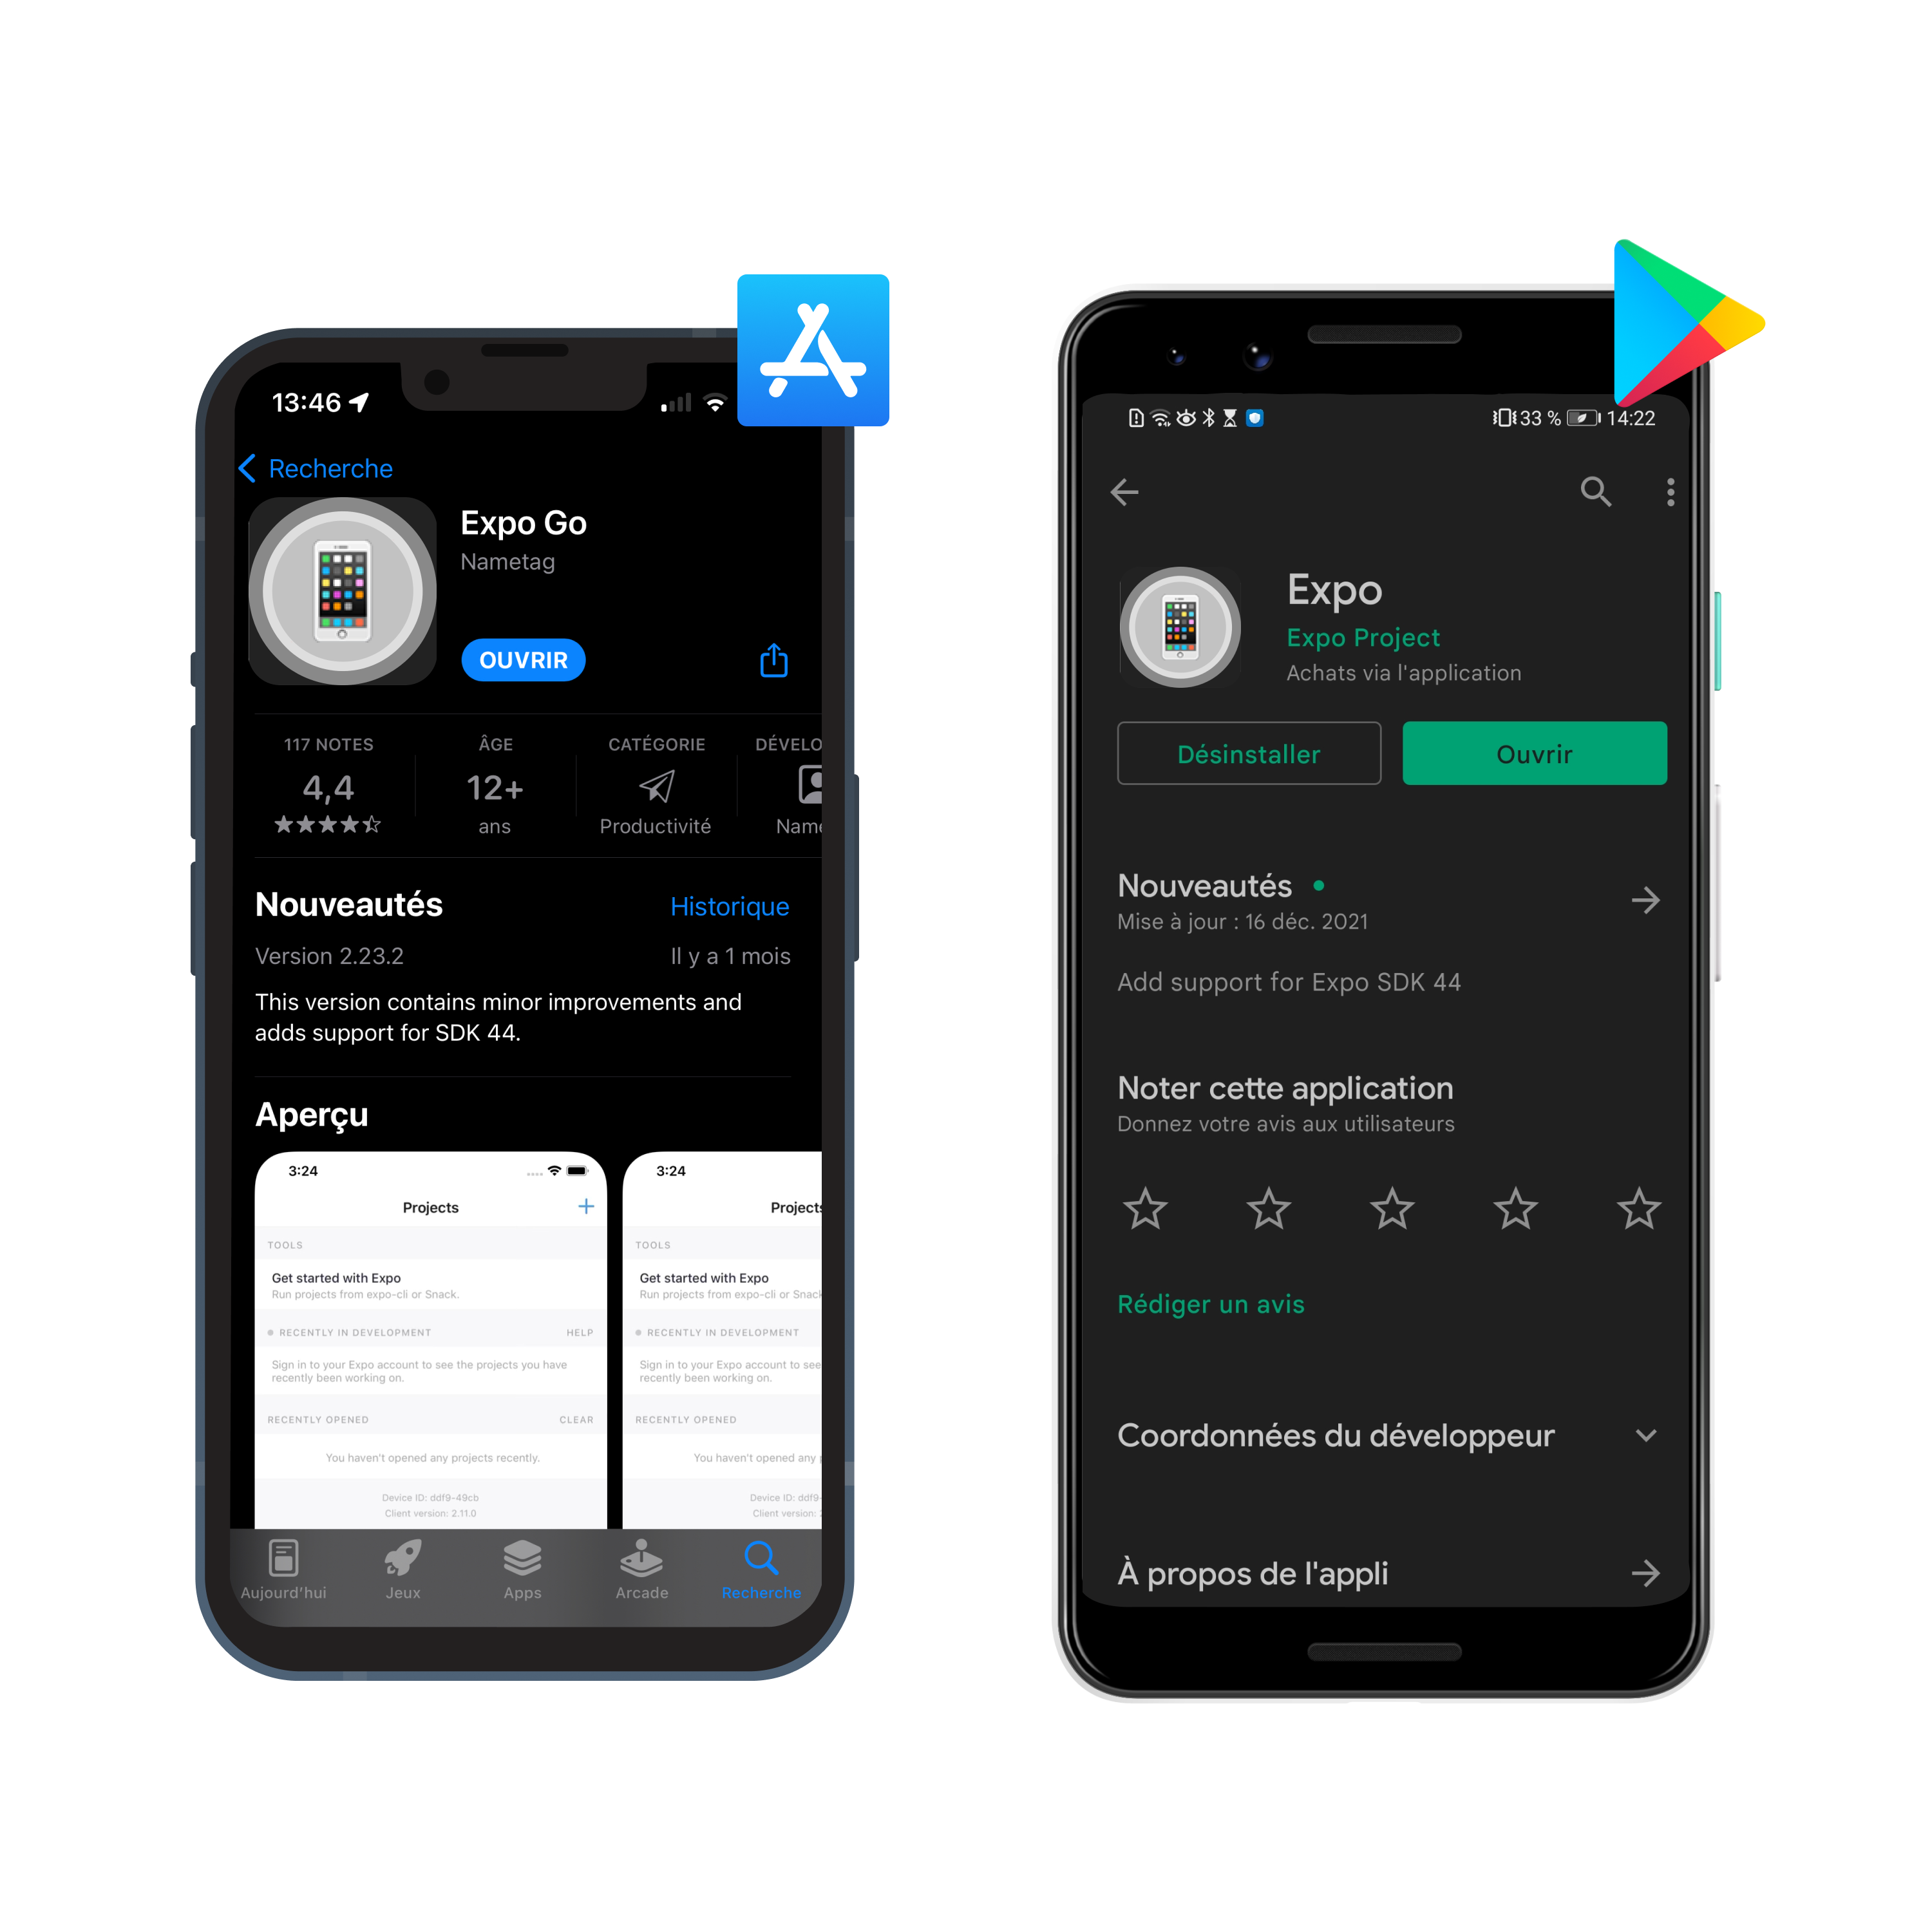 13:46
Recherche
Expo Go
Nametag
OUVRIR
117 NOTES
4,4
ÂGE
12+
ans
CATÉGORIE
Productivité
DÉVELO
Name
Nouveautés
Historique
Version 2.23.2
Il y a 1 mois
This version contains minor improvements and
adds support for SDK 44.
Aperçu
3:24
Projects
TOOLS
Get started with Expo
Run projects from expo-cli or Snack.
RECENTLY IN DEVELOPMENT
HELP
Sign in to your Expo account to see the projects you have
recently been working on.
RECENTLY OPENED
CLEAR
You haven't opened any projects recently.
Device ID: ddf9-49cb
Client version: 2.11.0
3:24
Projects
TOOLS
Get started with Expo
Run projects from expo-cli or Snack
RECENTLY IN DEVELOPMENT
Sign in to your Expo account to see
recently been working on.
RECENTLY OPENED
You haven't opened any
Device ID: ddf9-
Client version:
Aujourd'hui
Jeux
Apps
Arcade
Recherche
33 %
14:22
Expo
Expo Project
Achats via l'application
Désinstaller
Ouvrir
Nouveautés
Mise à jour : 16 déc. 2021
Add support for Expo SDK 44
Noter cette application
Donnez votre avis aux utilisateurs
Rédiger un avis
Coordonnées du développeur
À propos de l'appli